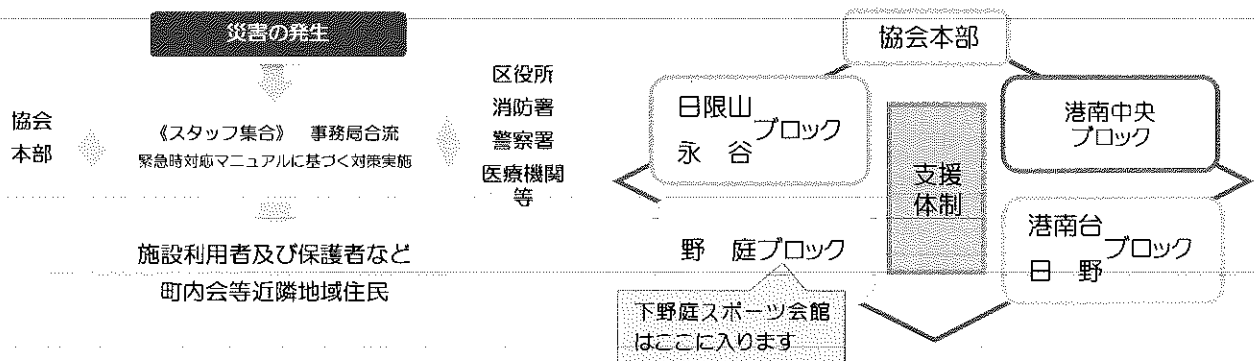 災害の発生
協会
本部
《スタッフ集合》　事務局合流
緊急時対応マニュアルに基づく対策実施
区役所
消防署
警察署
医療機関
等
施設利用者及び保護者など
町内会等近隣地域住民
協会本部
日限山
永　谷
ブロック
港南中央
ブロック
支援
体制
野　庭ブロック
港南台
日　野
ブロック
下野庭スポーツ会館
はここに入ります